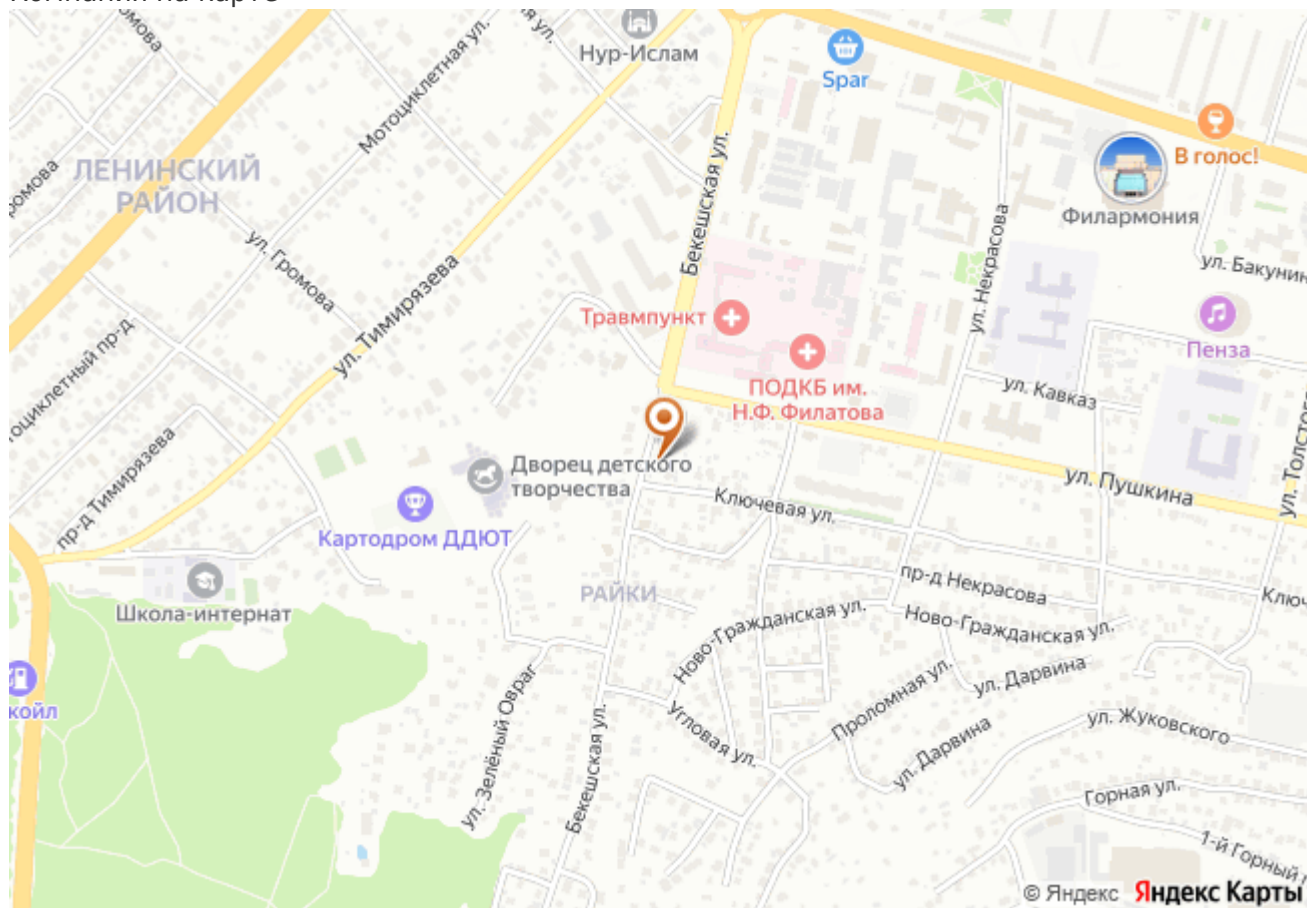 Нур-Ислам
Spar
Мотоциклетная ул.
В голос!
ЛЕНИНСКИЙ
РАЙОН
Бекешская ул.
Филармония
ул. Некрасова
ул. Громова
ул. Бакунин
ул. Тимирязева
Травмпункт
Пенза
ПОДКБ им.
Н.Ф. Филатова
ул. Кавказ
пр-д Тимирязева
Дворец детского
творчества
ул. Пушкина
Ключевая ул.
Картодром ДДЮТ
Школа-интернат
РАЙКИ
пр-д Некрасова
Ново-Гражданская ул.
Ново-Гражданская ул.
ул. Дарвина
Проломная ул.
ул. Зелёный Овраг
Угловая ул.
ул. Дарвина
ул. Жуковского
Бекешская ул.
Горная ул.
1-й Горный
© Яндекс Яндекс Карты